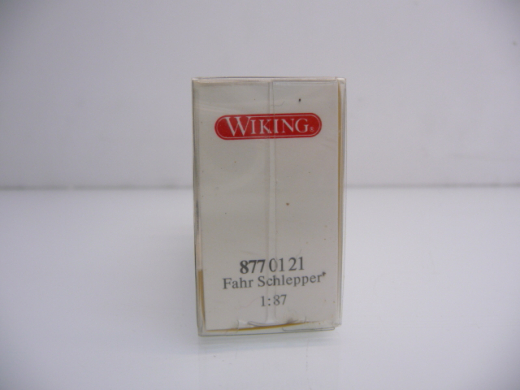 WIKING®
877 01 21
Fahr Schlepper*
1:87